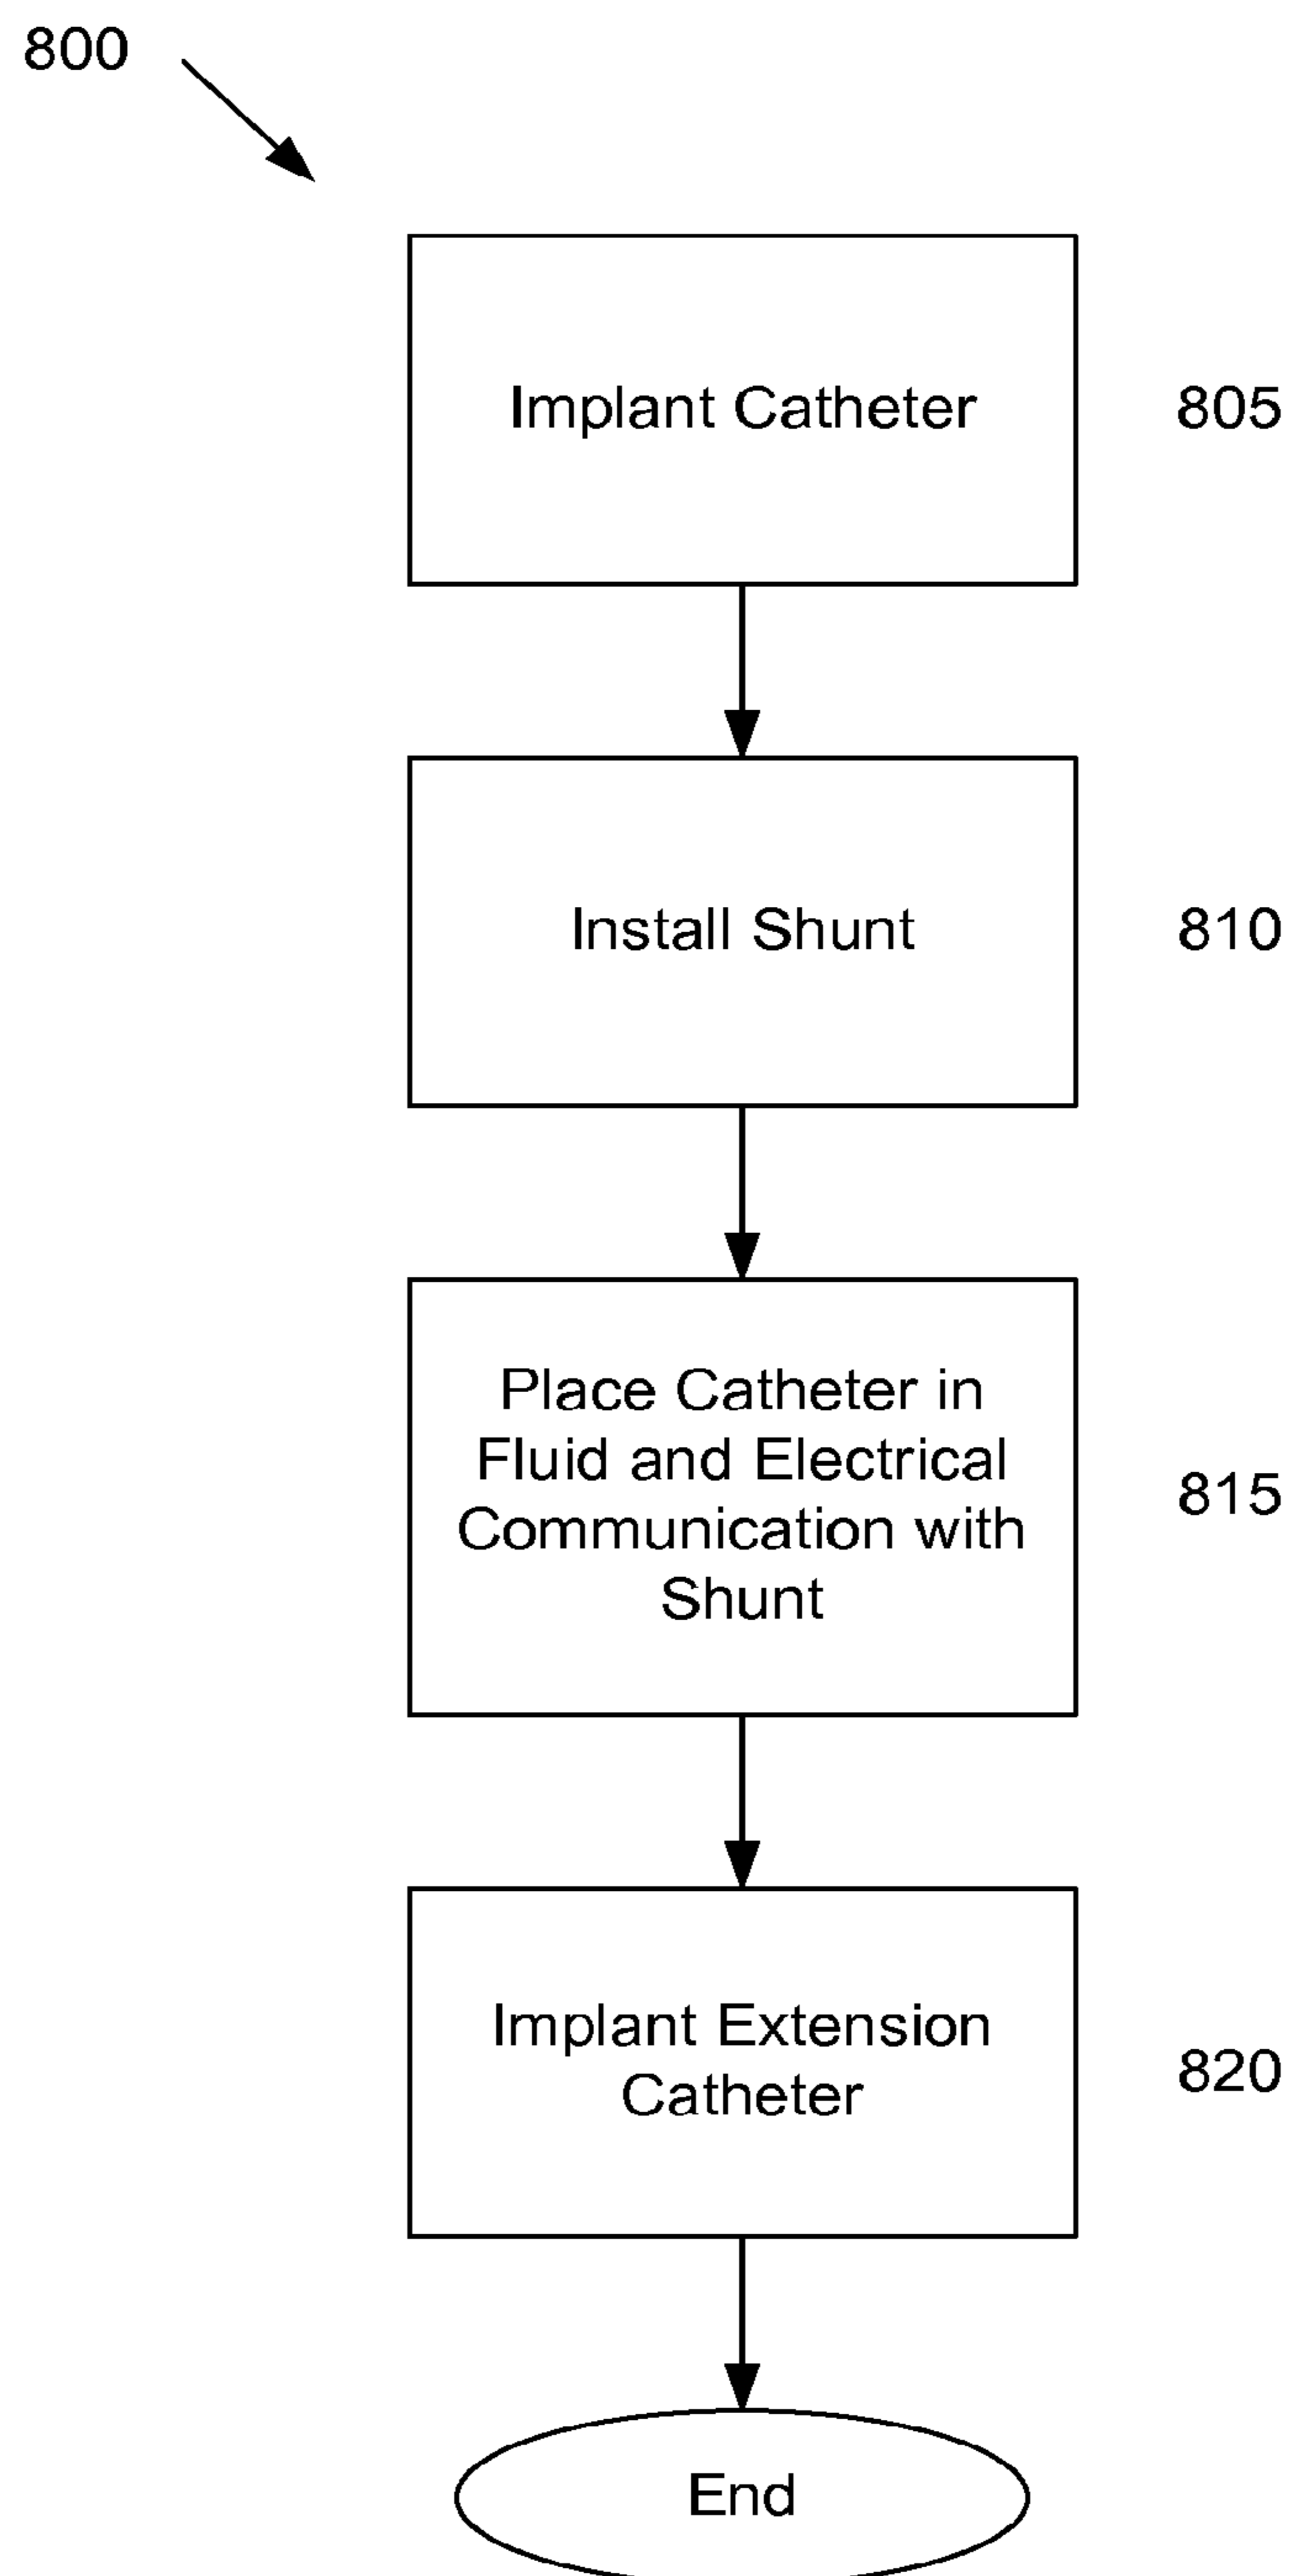 800
Implant Catheter
805
Install Shunt
810
Place Catheter in
Fluid and Electrical
Communication with
Shunt
815
Implant Extension
Catheter
820
End